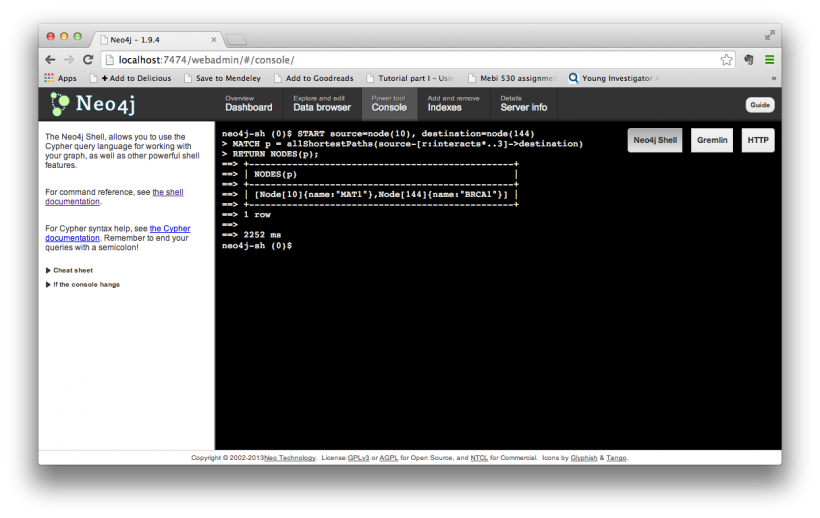 Neo4j - 1.9.4
localhost:7474/webadmin/#/console/
Apps + Add to Delicious Save to Mendeley Add to Goodreads Tutorial part I - Usin Mebi 530 assignmen Young Investigator A »
Neo4j
Overview
Dashboard
Explore and edit
Data browser
Power tool
Console
Add and remove
Indexes
Details
Server info
Guide
The Neo4j Shell, allows you to use the
Cypher query language for working with
your graph, as well as other powerful shell
features.
For command reference, see the shell
documentation.
For Cypher syntax help, see the Cypher
documentation. Remember to end your
queries with a semicolon!
Cheat sheet
If the console hangs
neo4j-sh (0)$ START source=node(10), destination=node(144)
> MATCH p = allShortestPaths(source-[r:interacts*..3]->destination)
> RETURN NODES(p);
==> +---------------------------------------------------+
==> | NODES(p) |
==> +---------------------------------------------------+
==> | [Node[10]{name:"MAT1"},Node[144]{name:"BRCA1"}] |
==> +---------------------------------------------------+
==> 1 row
==>
==> 2252 ms
neo4j-sh (0)$
Neo4j Shell Gremlin HTTP
Copyright © 2002-2013 Neo Technology. License: GPLv3 or AGPL for Open Source, and NTCL for Commercial. Icons by Glyphish & Tango.